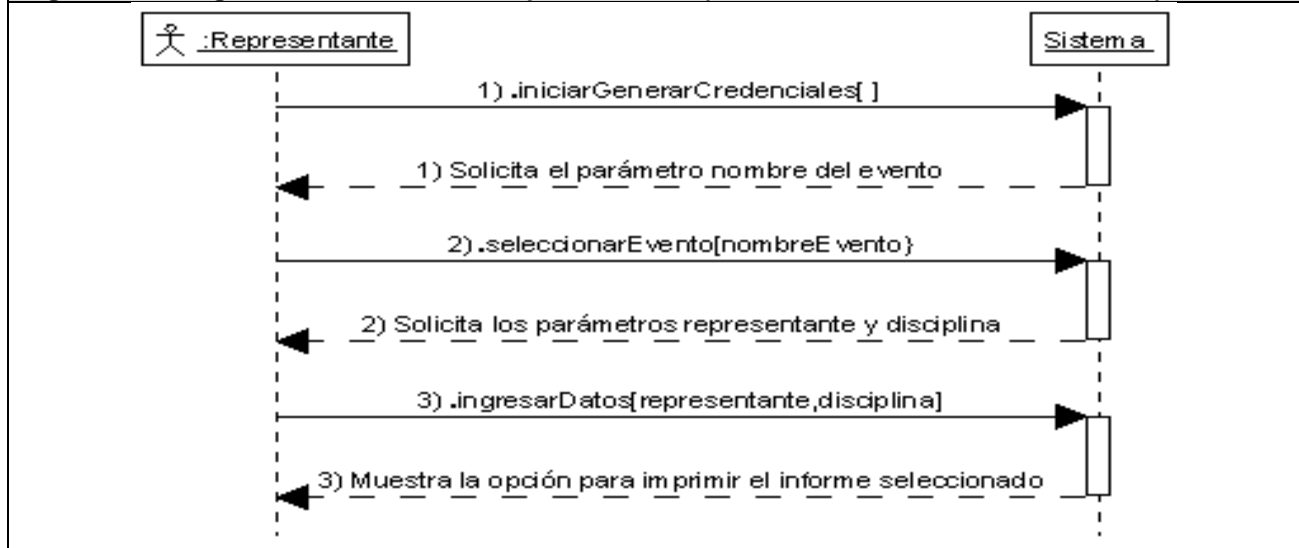 :Representante
Sistema
1) .iniciarGenerarCredenciales[ ]
1) Solicita el parámetro nombre del evento
2) .seleccionarEvento[nombreEvento}
2) Solicita los parámetros representante y disciplina
3) .ingresarDatos[representante,disciplina]
3) Muestra la opción para imprimir el informe seleccionado